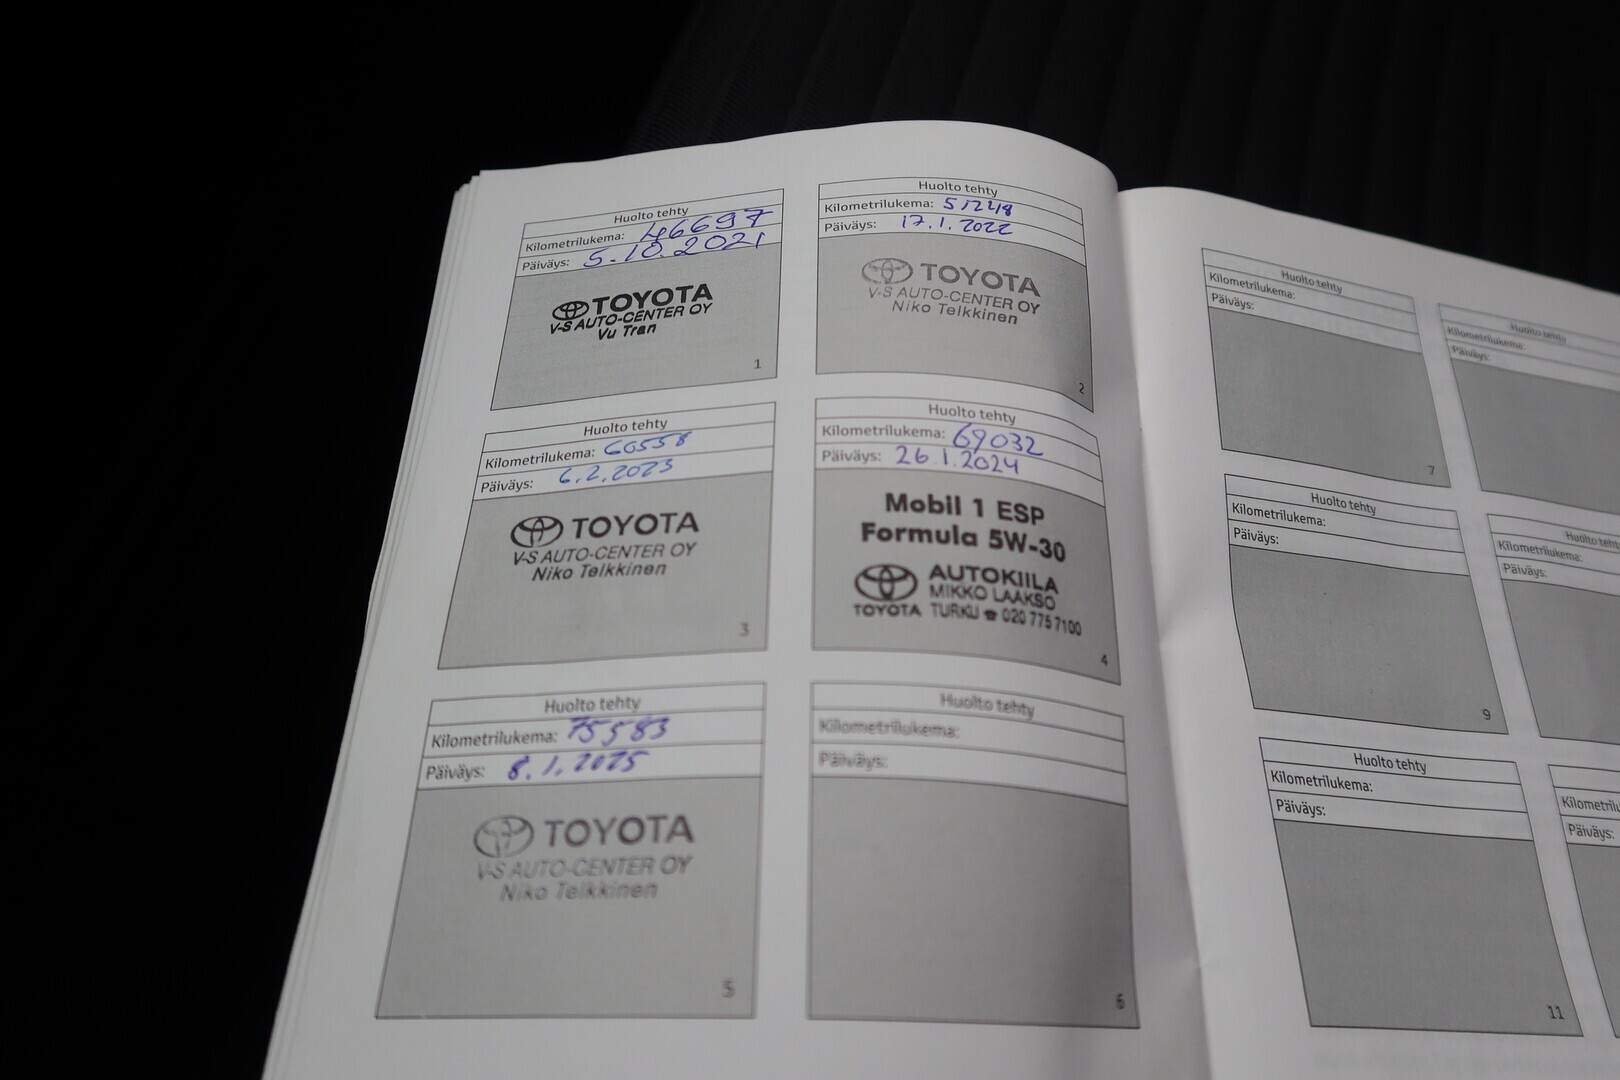 Huolto tehty
Kilometrilukema: 46697
Päiväys: 5.10.2021
TOYOTA
V-S AUTO-CENTER OY
Vu Tran
1
Huolto tehty
Kilometrilukema: 51248
Päiväys: 17.1.2022
TOYOTA
V-S AUTO-CENTER OY
Niko Telkkinen
2
Huolto tehty
Kilometrilukema: 60558
Päiväys: 6.2.2023
TOYOTA
V-S AUTO-CENTER OY
Niko Telkkinen
3
Huolto tehty
Kilometrilukema: 69032
Päiväys: 26.1.2024
Mobil 1 ESP
Formula 5W-30
AUTOKIILA
MIKKO LAAKSO
TOYOTA TURKU ☎ 020 775 7100
4
Huolto tehty
Kilometrilukema: 75583
Päiväys: 8.1.2025
TOYOTA
V-S AUTO-CENTER OY
Niko Telkkinen
5
Huolto tehty
Kilometrilukema:
Päiväys:
6
Huolto tehty
Kilometrilukema:
Päiväys:
7
Huolto tehty
Kilometrilukema:
Päiväys:
Huolto tehty
Kilometrilukema:
Päiväys:
9
Huolto tehty
Kilometrilukema:
Päiväys:
Huolto tehty
Kilometrilukema:
Päiväys:
11
Päiväys: